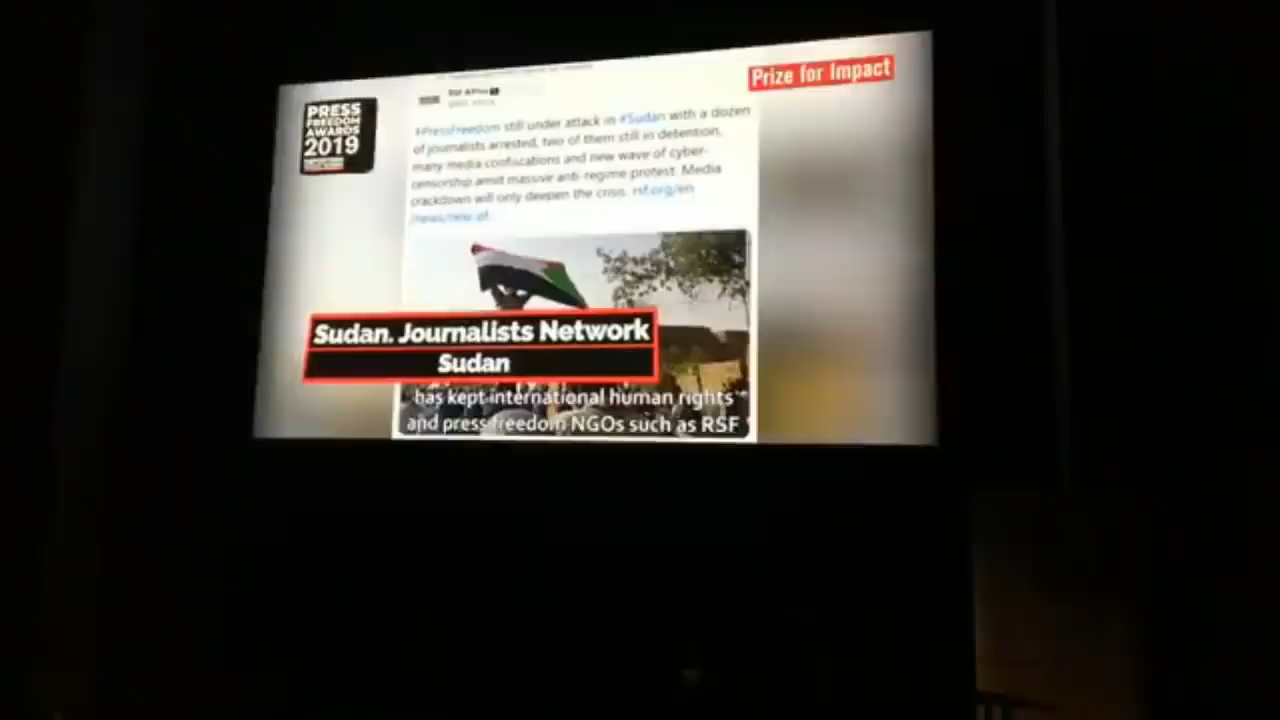 Prize for Impact
PRESS
FREEDOM
AWARDS
2019
#PressFreedom still under attack in #Sudan with a dozen
of journalists arrested, two of them still in detention,
many media confiscations and new wave of cyber-
censorship amid massive anti-regime protest. Media
crackdown will only deepen the crisis. rsf.org/en
Sudan. Journalists Network
Sudan
has kept international human rights
and press freedom NGOs such as RSF